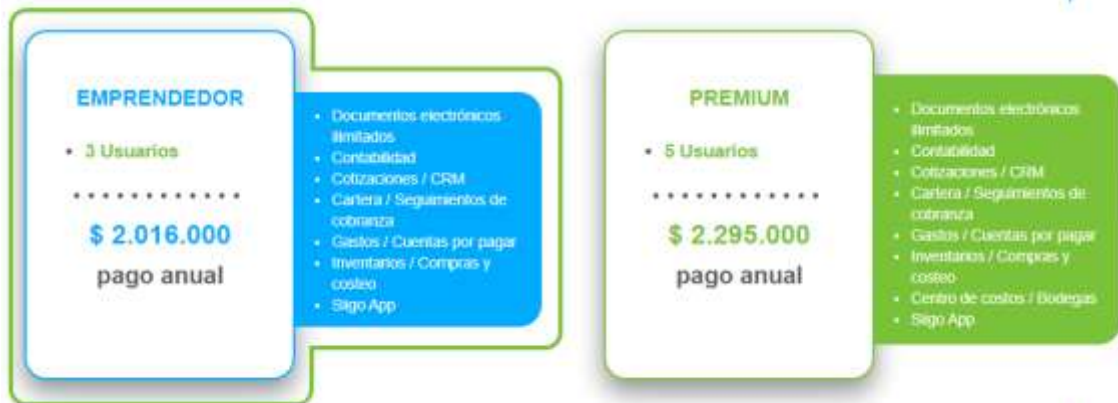 EMPRENDEDOR
• 3 Usuarios
$ 2.016.000
pago anual
• Documentos electrónicos
ilimitados
• Contabilidad
• Cotizaciones / CRM
• Cartera / Seguimientos de
cobranza
• Gastos / Cuentas por pagar
• Inventarios / Compras y
costeo
• Siigo App
PREMIUM
• 5 Usuarios
$ 2.295.000
pago anual
• Documentos electrónicos
ilimitados
• Contabilidad
• Cotizaciones / CRM
• Cartera / Seguimientos de
cobranza
• Gastos / Cuentas por pagar
• Inventarios / Compras y
costeo
• Centro de costos / Bodegas
• Siigo App